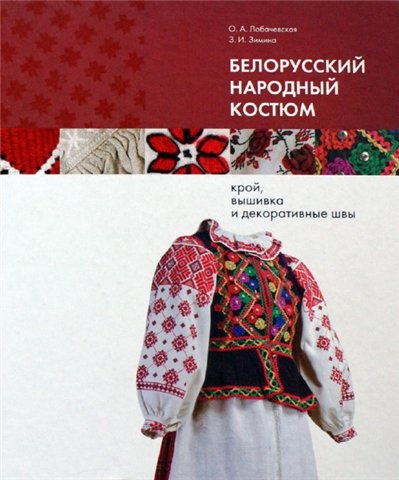 О. А. Лобачевская
З. И. Зимина
БЕЛОРУССКИЙ
НАРОДНЫЙ
КОСТЮМ
крой,
вышивка
и декоративные швы